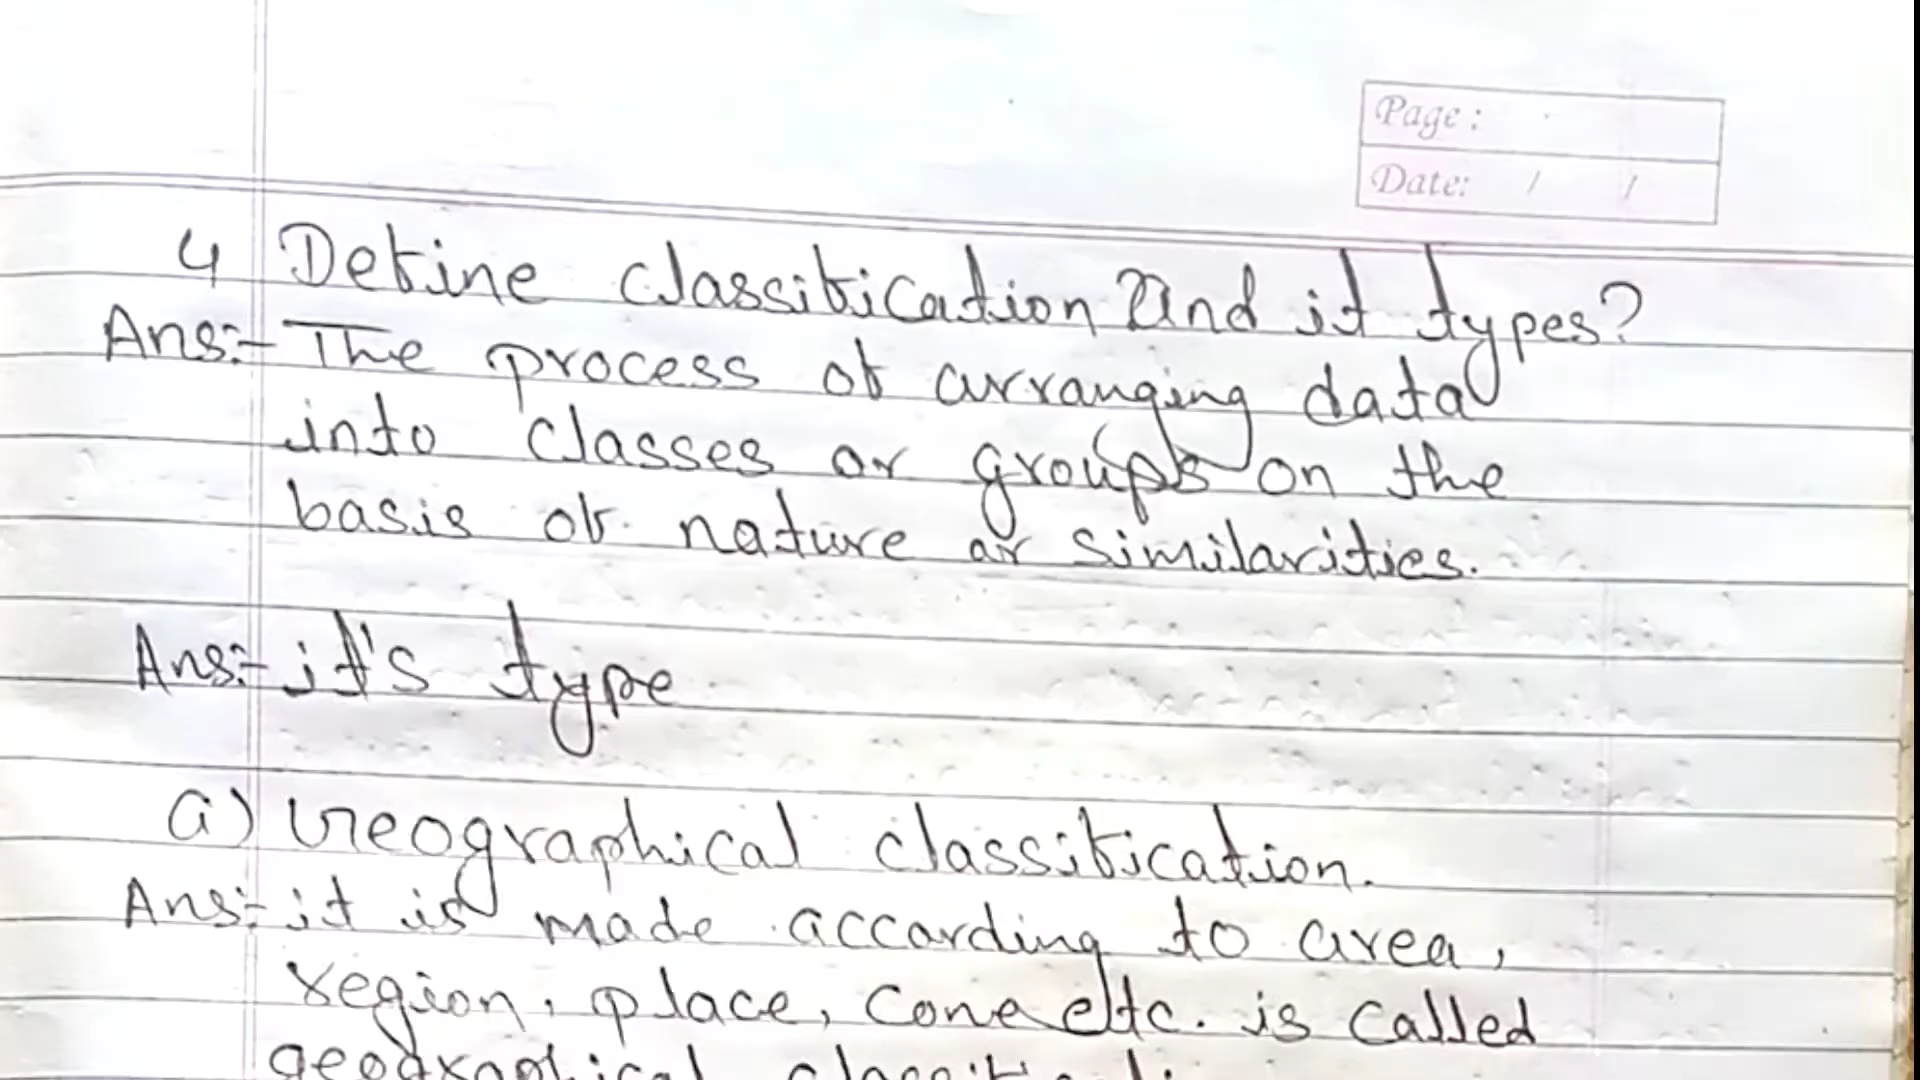 Page :
Date: / /
4 Define classification and it types?
Ans:- The process of arranging data
into classes or groups on the
basis of nature or similarities.
Ans:- it's type
a) Geographical classification.
Ans:- it is made according to area,
region, place, cone etc. is called
geographical